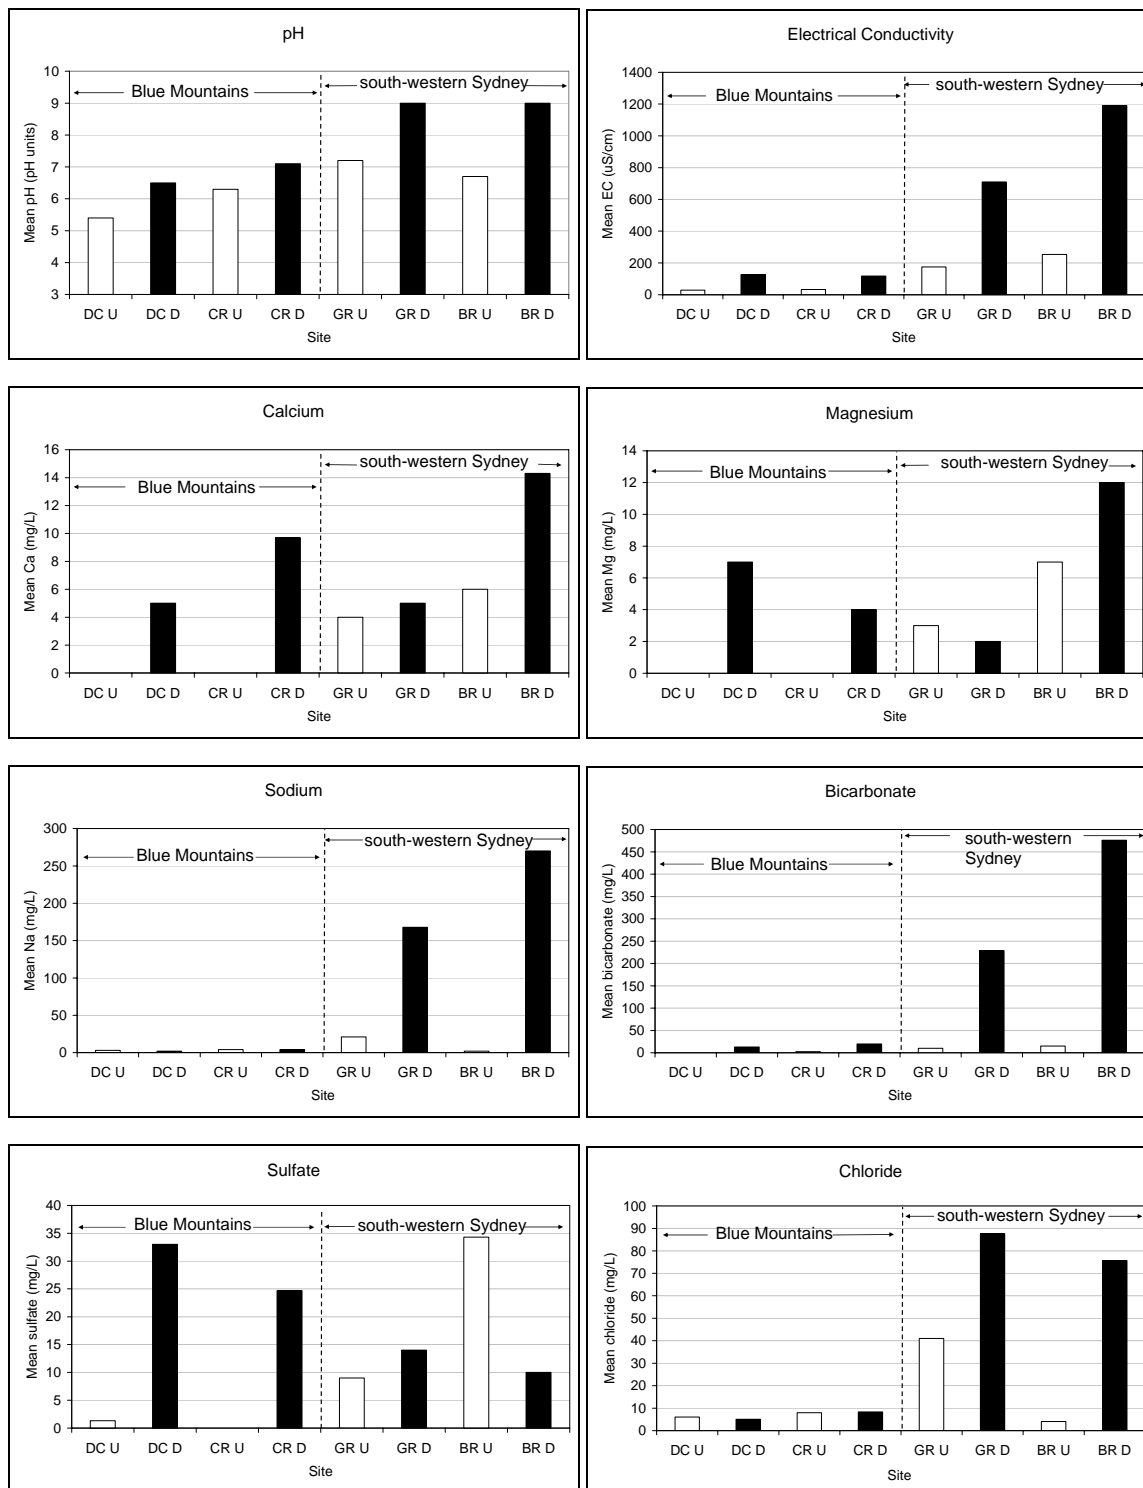 pH
Mean pH (pH units)
10
9
8
7
6
5
4
3
Blue Mountains
south-western Sydney
DC U DC D CR U CR D GR U GR D BR U BR D
Site
Electrical Conductivity
Mean EC (uS/cm)
1400
1200
1000
800
600
400
200
0
Blue Mountains
south-western Sydney
DC U DC D CR U CR D GR U GR D BR U BR D
Site
Calcium
Mean Ca (mg/L)
16
14
12
10
8
6
4
2
0
Blue Mountains
south-western Sydney
DC U DC D CR U CR D GR U GR D BR U BR D
Site
Magnesium
Mean Mg (mg/L)
14
12
10
8
6
4
2
0
Blue Mountains
south-western Sydney
DC U DC D CR U CR D GR U GR D BR U BR D
Site
Sodium
Mean Na (mg/L)
300
250
200
150
100
50
0
Blue Mountains
south-western Sydney
DC U DC D CR U CR D GR U GR D BR U BR D
Site
Bicarbonate
Mean bicarbonate (mg/L)
500
450
400
350
300
250
200
150
100
50
0
Blue Mountains
south-western
Sydney
DC U DC D CR U CR D GR U GR D BR U BR D
Site
Sulfate
Mean sulfate (mg/L)
40
35
30
25
20
15
10
5
0
Blue Mountains
south-western Sydney
DC U DC D CR U CR D GR U GR D BR U BR D
Site
Chloride
Mean chloride (mg/L)
100
90
80
70
60
50
40
30
20
10
0
Blue Mountains
south-western Sydney
DC U DC D CR U CR D GR U GR D BR U BR D
Site